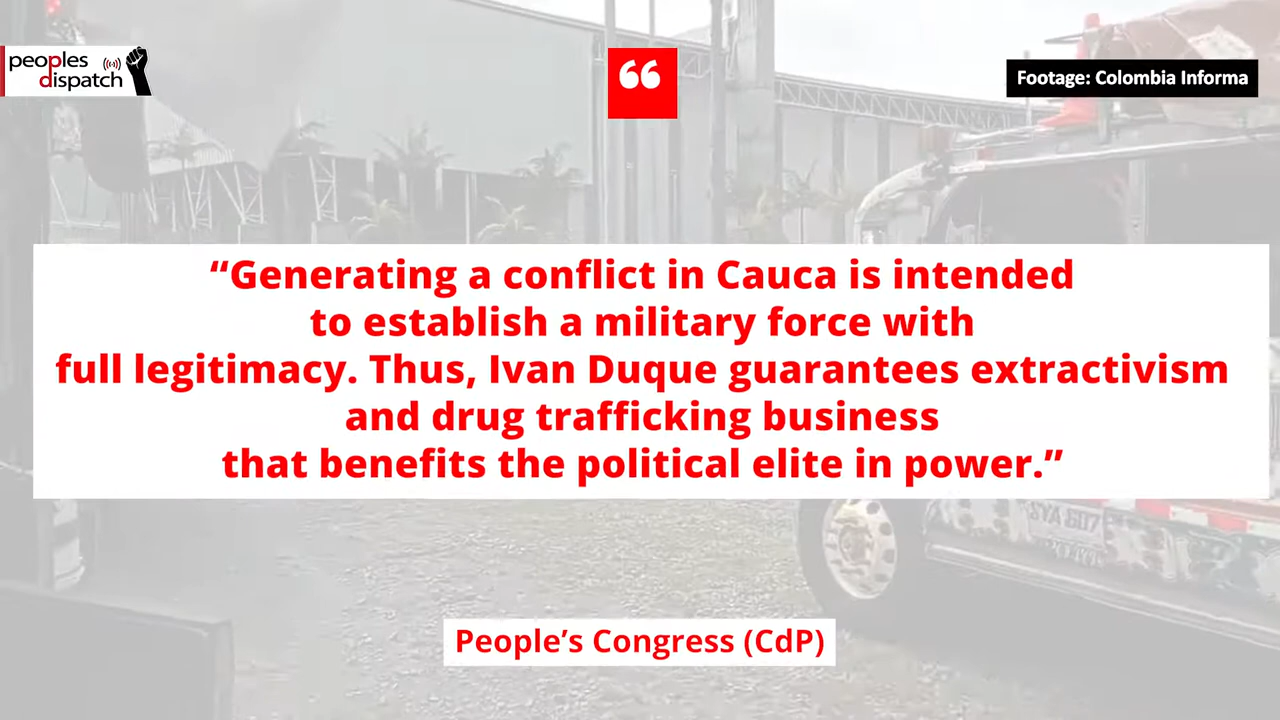 peoples
dispatch
“
Footage: Colombia Informa
“Generating a conflict in Cauca is intended
to establish a military force with
full legitimacy. Thus, Ivan Duque guarantees extractivism
and drug trafficking business
that benefits the political elite in power.”
People’s Congress (CdP)